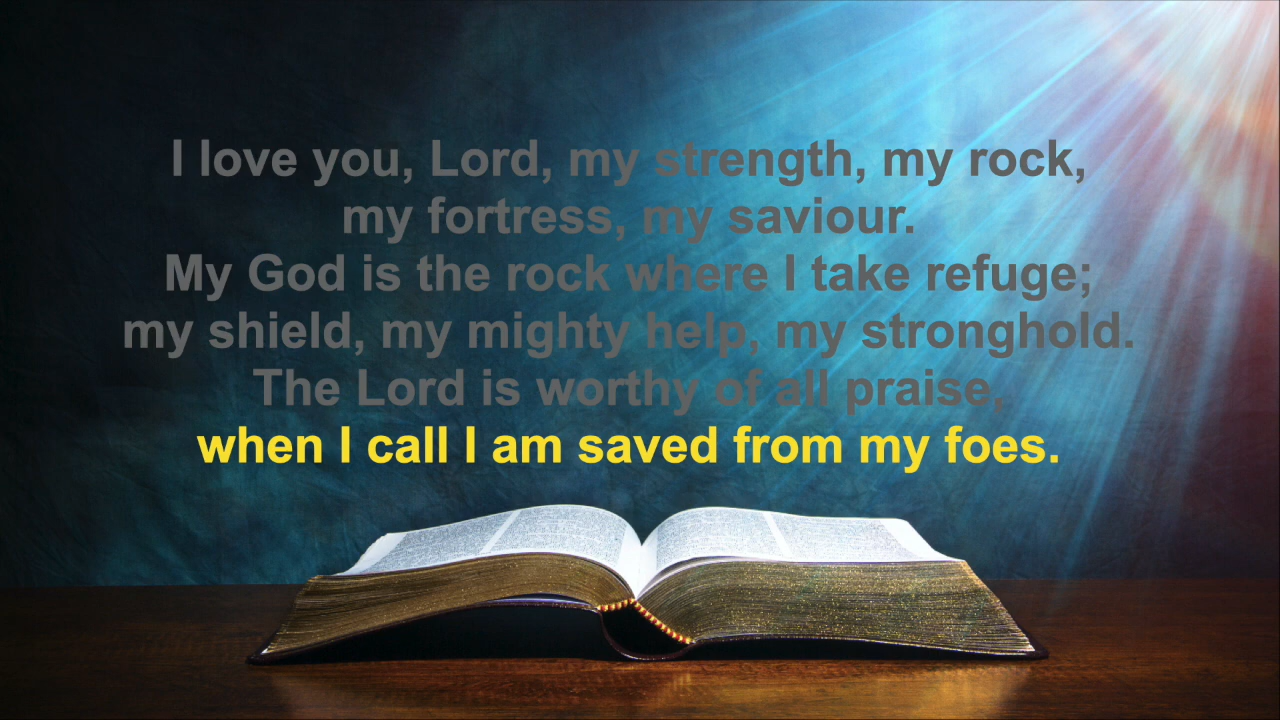 I love you, Lord, my strength, my rock,
my fortress, my saviour.
My God is the rock where I take refuge;
my shield, my mighty help, my stronghold.
The Lord is worthy of all praise,
when I call I am saved from my foes.